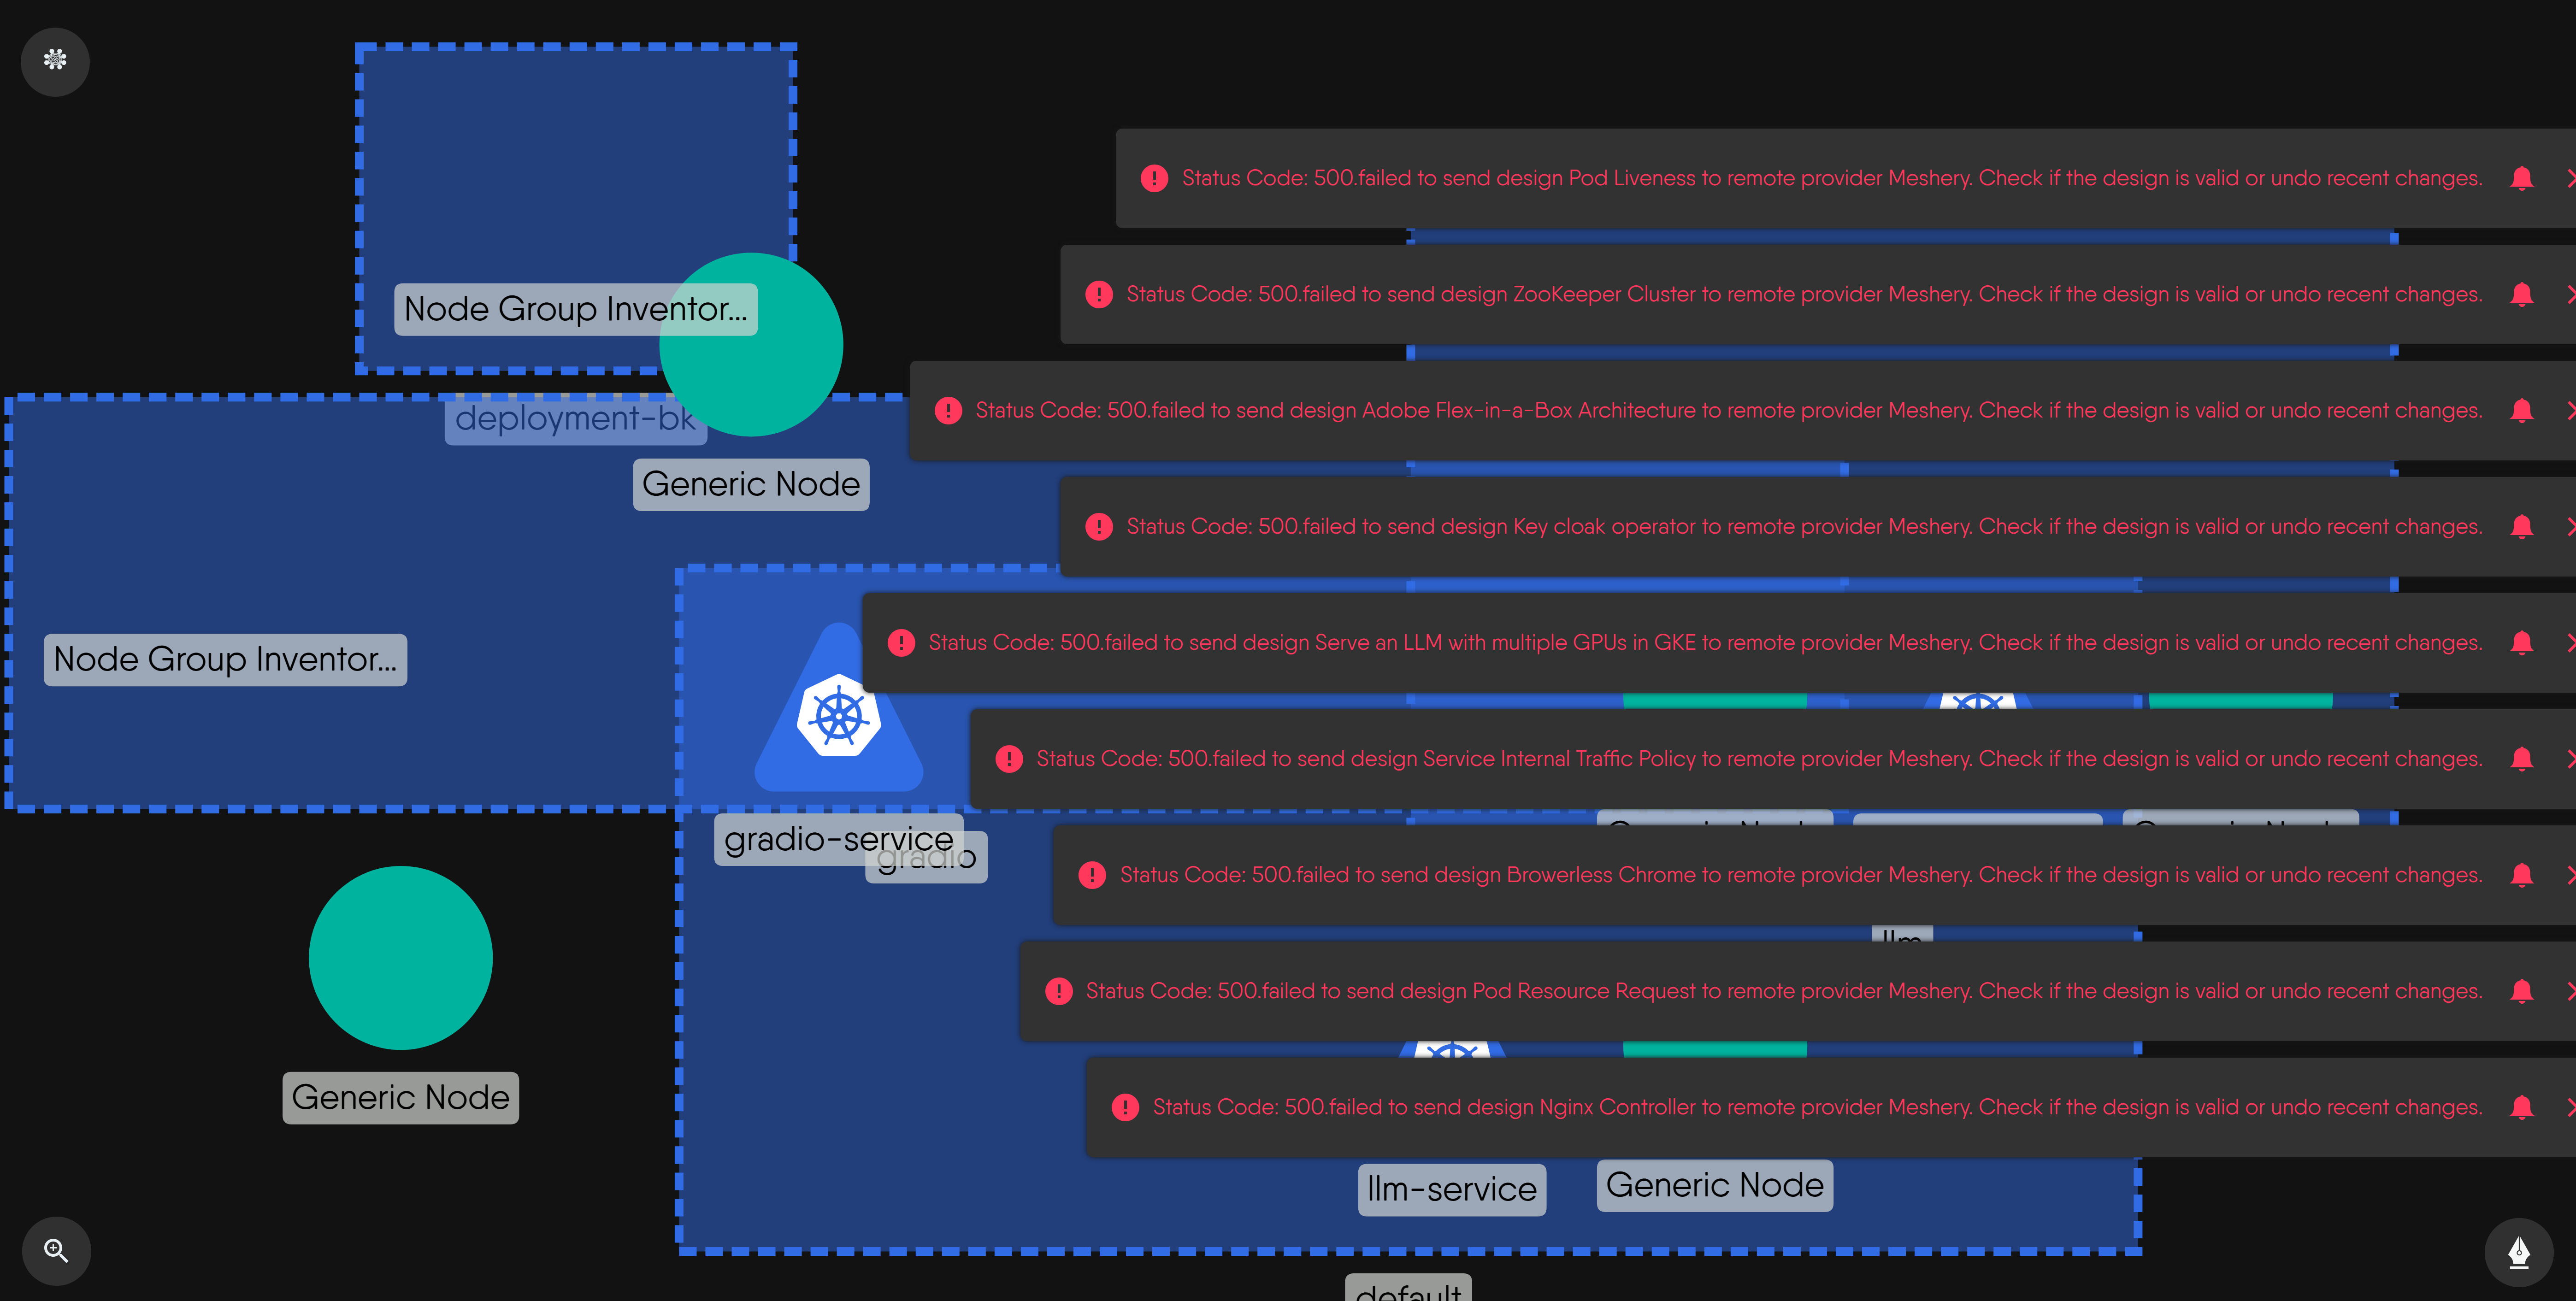 Status Code: 500.failed to send design Pod Liveness to remote provider Meshery. Check if the design is valid or undo recent changes.
Status Code: 500.failed to send design ZooKeeper Cluster to remote provider Meshery. Check if the design is valid or undo recent changes.
Node Group Inventor...
Status Code: 500.failed to send design Adobe Flex-in-a-Box Architecture to remote provider Meshery. Check if the design is valid or undo recent changes.
deployment-bk
Generic Node
Status Code: 500.failed to send design Key cloak operator to remote provider Meshery. Check if the design is valid or undo recent changes.
Status Code: 500.failed to send design Serve an LLM with multiple GPUs in GKE to remote provider Meshery. Check if the design is valid or undo recent changes.
Node Group Inventor...
Status Code: 500.failed to send design Service Internal Traffic Policy to remote provider Meshery. Check if the design is valid or undo recent changes.
gradio-service
gradio
Status Code: 500.failed to send design Browerless Chrome to remote provider Meshery. Check if the design is valid or undo recent changes.
llm
Status Code: 500.failed to send design Pod Resource Request to remote provider Meshery. Check if the design is valid or undo recent changes.
Generic Node
Status Code: 500.failed to send design Nginx Controller to remote provider Meshery. Check if the design is valid or undo recent changes.
llm-service
Generic Node
default